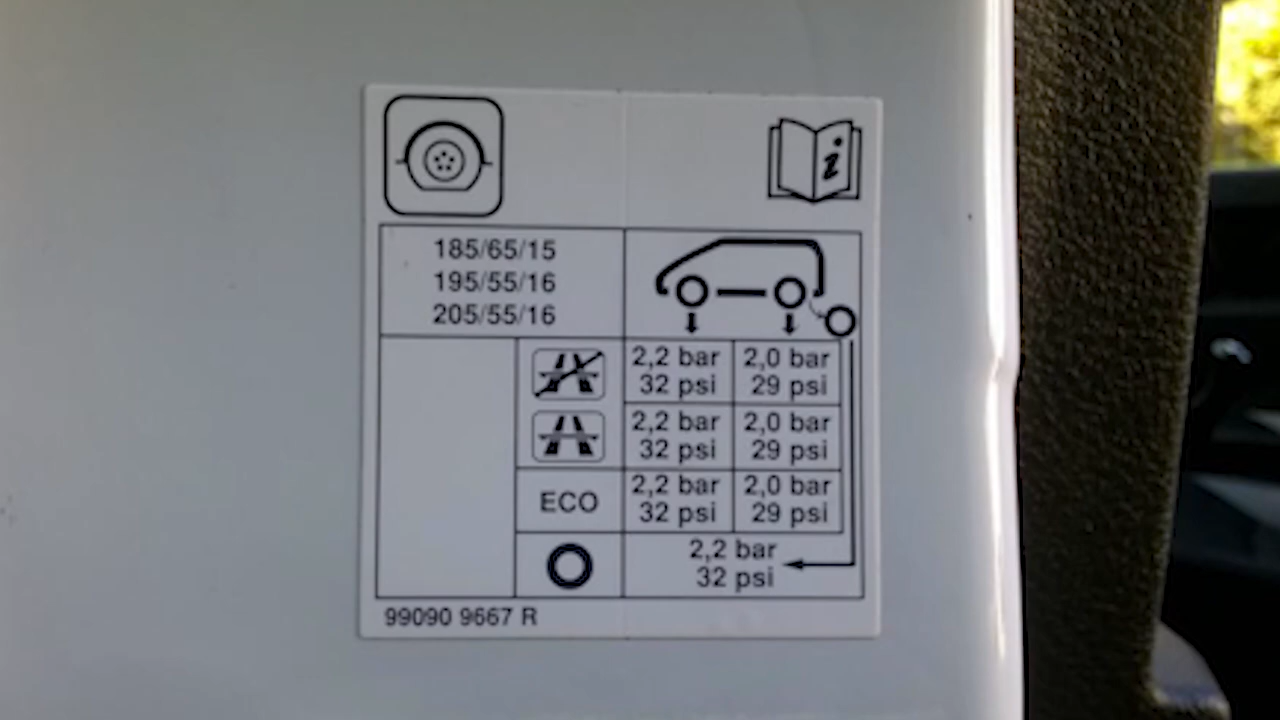 i
185/65/15
195/55/16
205/55/16
2,2 bar 2,0 bar
32 psi 29 psi
2,2 bar 2,0 bar
32 psi 29 psi
ECO 2,2 bar 2,0 bar
32 psi 29 psi
2,2 bar
32 psi
99090 9667 R